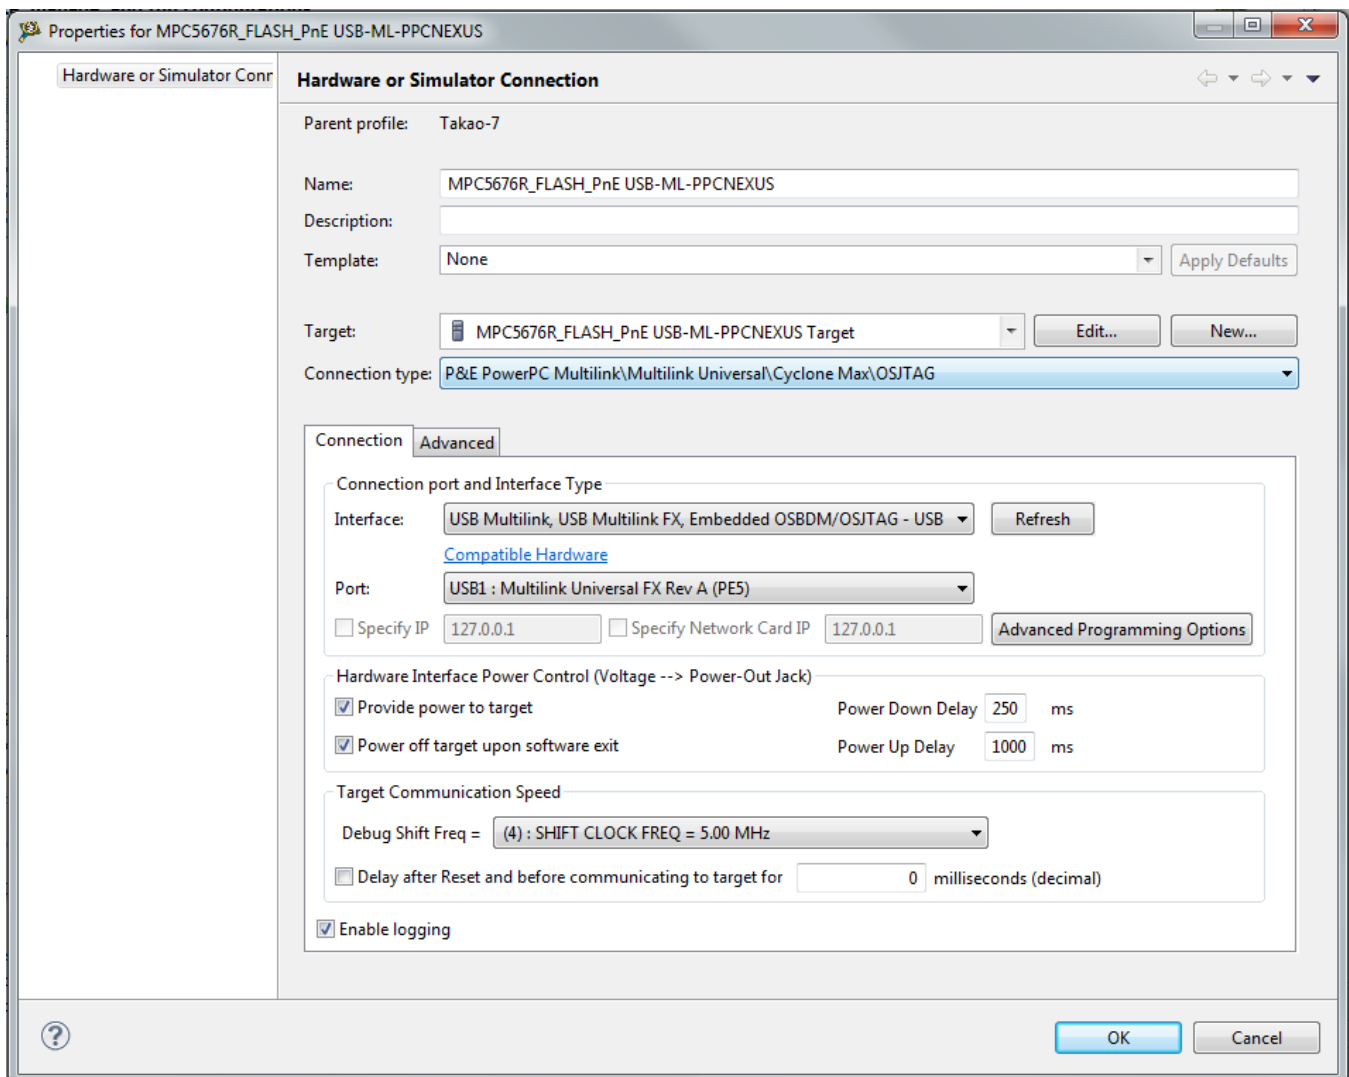 Properties for MPC5676R_FLASH_PnE USB-ML-PPCNEXUS
Hardware or Simulator Conr
Hardware or Simulator Connection
Parent profile: Takao-7
Name: MPC5676R_FLASH_PnE USB-ML-PPCNEXUS
Description:
Template: None Apply Defaults
Target: MPC5676R_FLASH_PnE USB-ML-PPCNEXUS Target Edit... New...
Connection type: P&E PowerPC Multilink\Multilink Universal\Cyclone Max\OSJTAG
Connection Advanced
Connection port and Interface Type
Interface: USB Multilink, USB Multilink FX, Embedded OSBDM/OSJTAG - USB Refresh
Compatible Hardware
Port: USB1 : Multilink Universal FX Rev A (PE5)
Specify IP 127.0.0.1 Specify Network Card IP 127.0.0.1 Advanced Programming Options
Hardware Interface Power Control (Voltage --> Power-Out Jack)
Provide power to target Power Down Delay 250 ms
Power off target upon software exit Power Up Delay 1000 ms
Target Communication Speed
Debug Shift Freq = (4) : SHIFT CLOCK FREQ = 5.00 MHz
Delay after Reset and before communicating to target for 0 milliseconds (decimal)
Enable logging
? OK Cancel